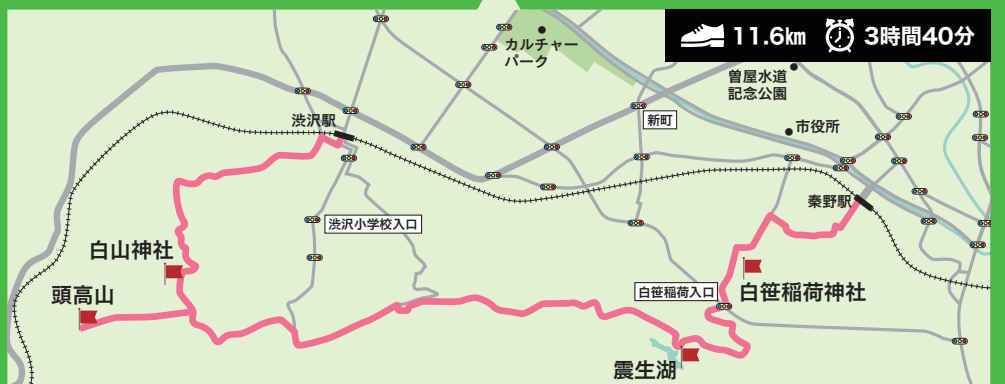 11.6km 3時間40分
カルチャー
パーク
曽屋水道
記念公園
新町
市役所
渋沢駅
秦野駅
渋沢小学校入口
白山神社
頭高山
白笹稲荷入口
白笹稲荷神社
震生湖